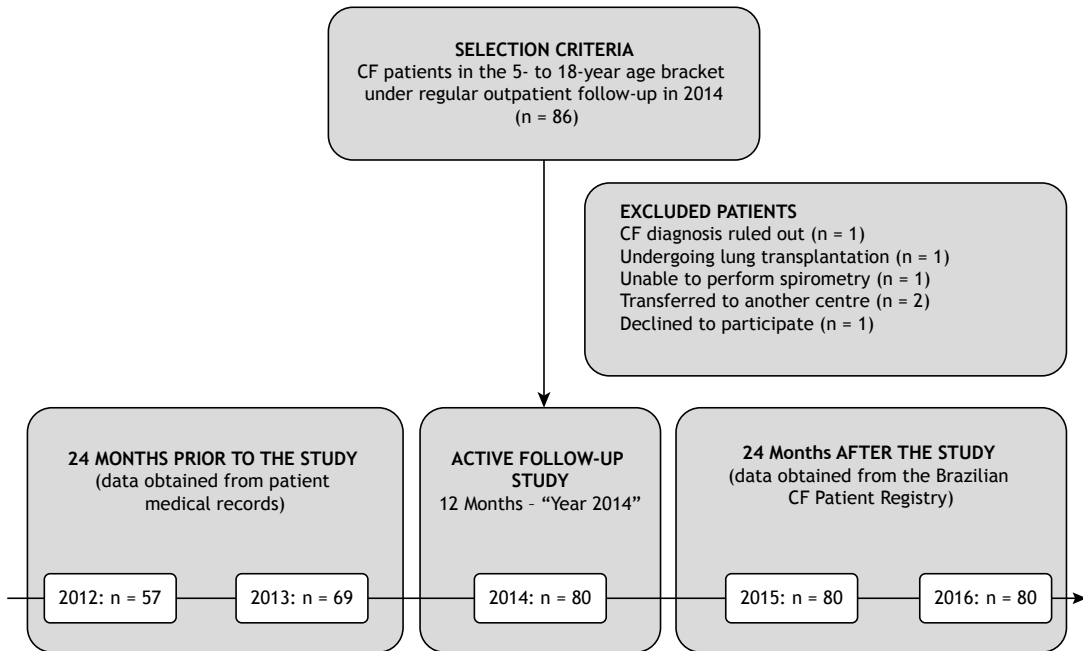 SELECTION CRITERIA
CF patients in the 5- to 18-year age bracket
under regular outpatient follow-up in 2014
(n = 86)
EXCLUDED PATIENTS
CF diagnosis ruled out (n = 1)
Undergoing lung transplantation (n = 1)
Unable to perform spirometry (n = 1)
Transferred to another centre (n = 2)
Declined to participate (n = 1)
24 MONTHS PRIOR TO THE STUDY
(data obtained from patient
medical records)
ACTIVE FOLLOW-UP
STUDY
12 Months – “Year 2014”
24 Months AFTER THE STUDY
(data obtained from the Brazilian
CF Patient Registry)
2012: n = 57
2013: n = 69
2014: n = 80
2015: n = 80
2016: n = 80